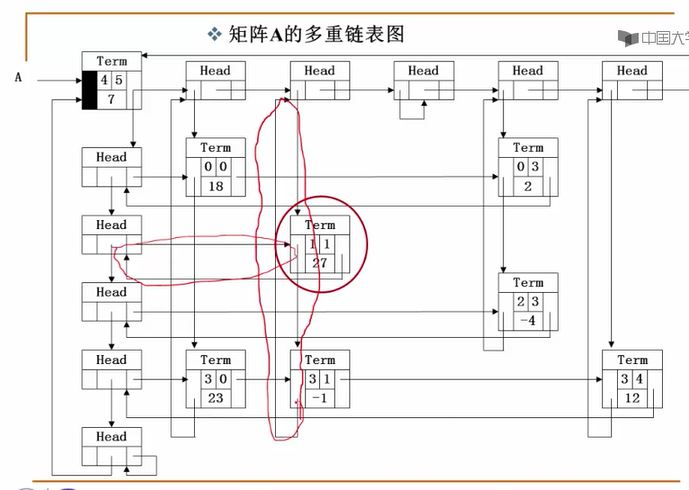 ❖ 矩阵A的多重链表图
中国大学
Term
A
4 5
7
Head
Head
Head
Head
Head
Head
Term
0 0
18
Term
0 3
2
Head
Term
1 1
27
Head
Term
2 3
-4
Head
Term
3 0
23
Term
3 1
-1
Term
3 4
12
Head